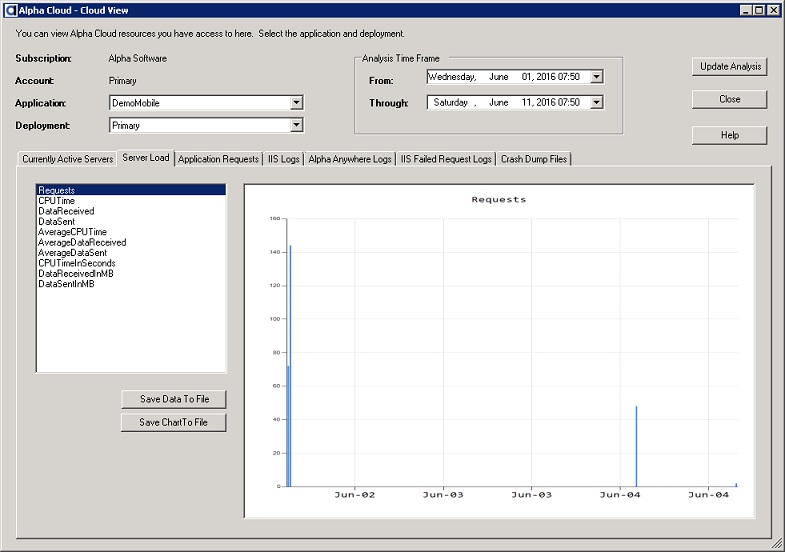 Alpha Cloud - Cloud View
You can view Alpha Cloud resources you have access to here. Select the application and deployment.
Subscription: Alpha Software
Account: Primary
Application: DemoMobile
Deployment: Primary
Analysis Time Frame
From: Wednesday, June 01, 2016 07:50
Through: Saturday , June 11, 2016 07:50
Update Analysis
Close
Help
Currently Active Servers Server Load Application Requests IIS Logs Alpha Anywhere Logs IIS Failed Request Logs Crash Dump Files
Requests
CPUTime
DataReceived
DataSent
AverageCPUTime
AverageDataReceived
AverageDataSent
CPUTimeInSeconds
DataReceivedInMB
DataSentInMB
Save Data To File
Save ChartTo File
Requests
160
140
120
100
80
60
40
20
0
Jun-02 Jun-03 Jun-03 Jun-04 Jun-04